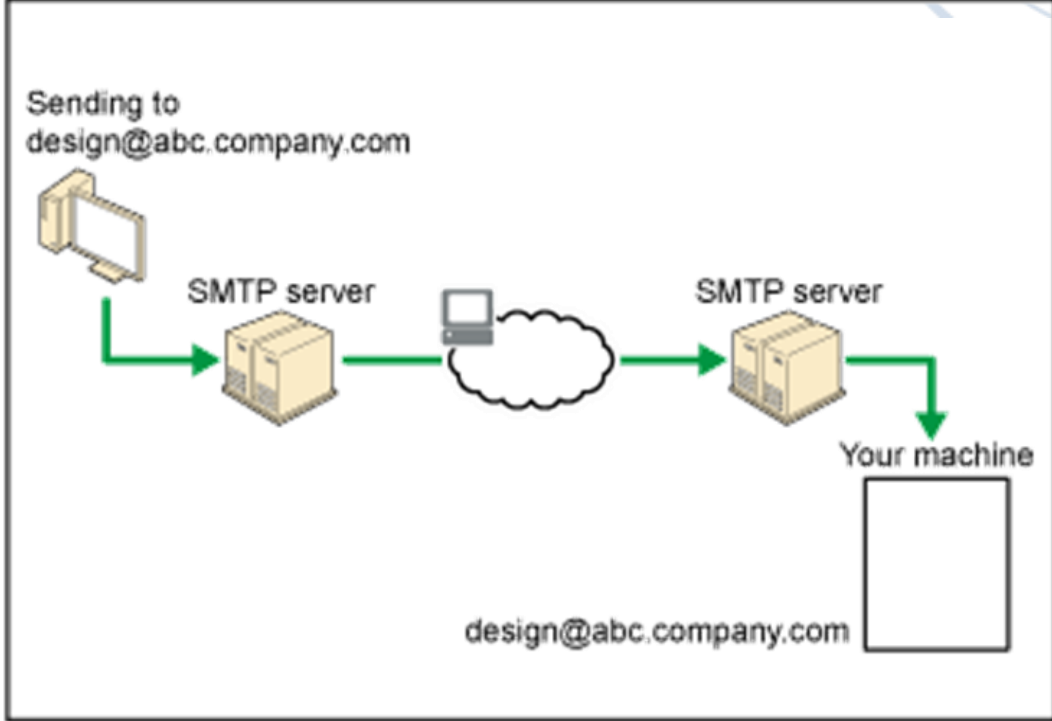 Sending to
design@abc.company.com
SMTP server
SMTP server
Your machine
design@abc.company.com